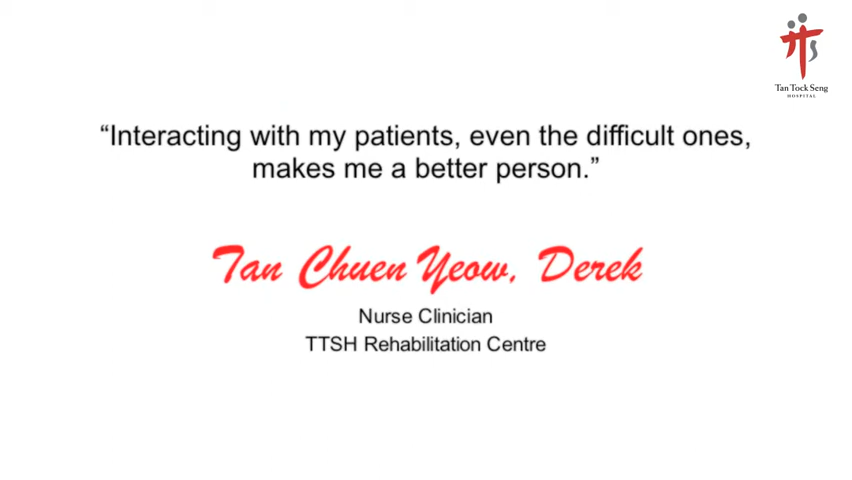 TAN TOCK SENG
HOSPITAL
“Interacting with my patients, even the difficult ones,
makes me a better person.”
Tan Chuen Yeow, Derek
Nurse Clinician
TTSH Rehabilitation Centre